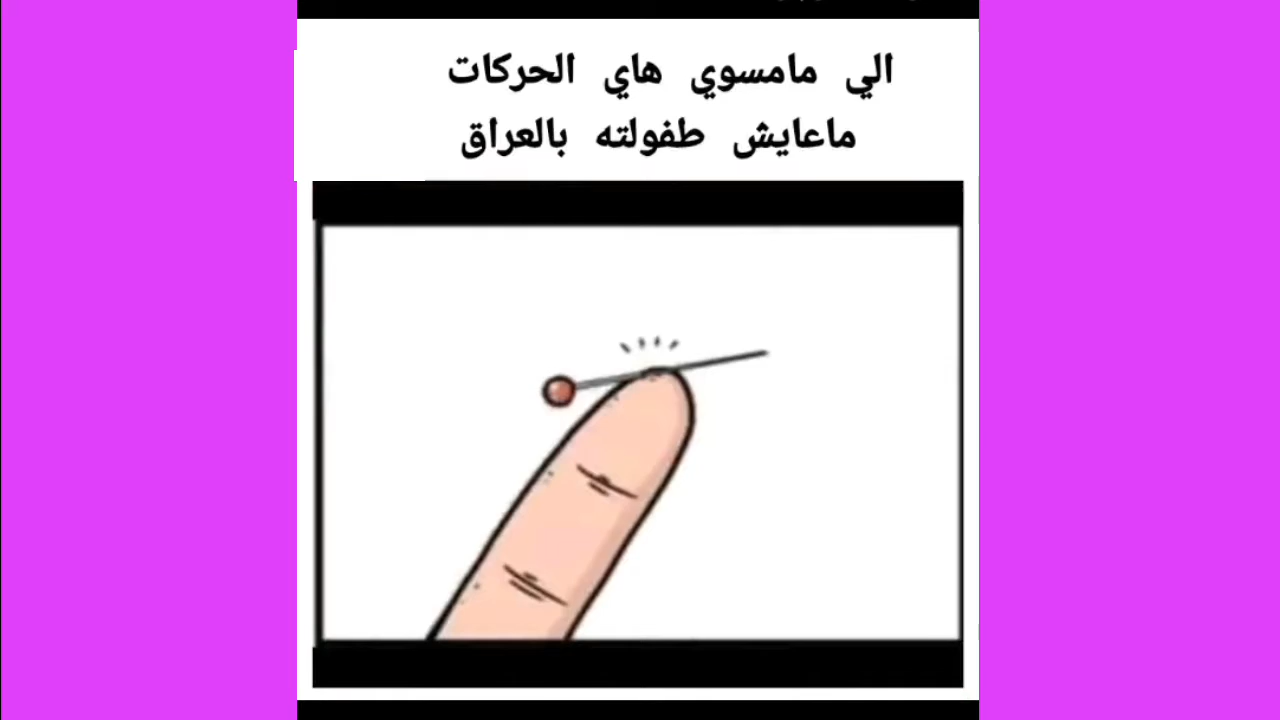 الي مامسوي هاي الحركات
ماعايش طفولته بالعراق